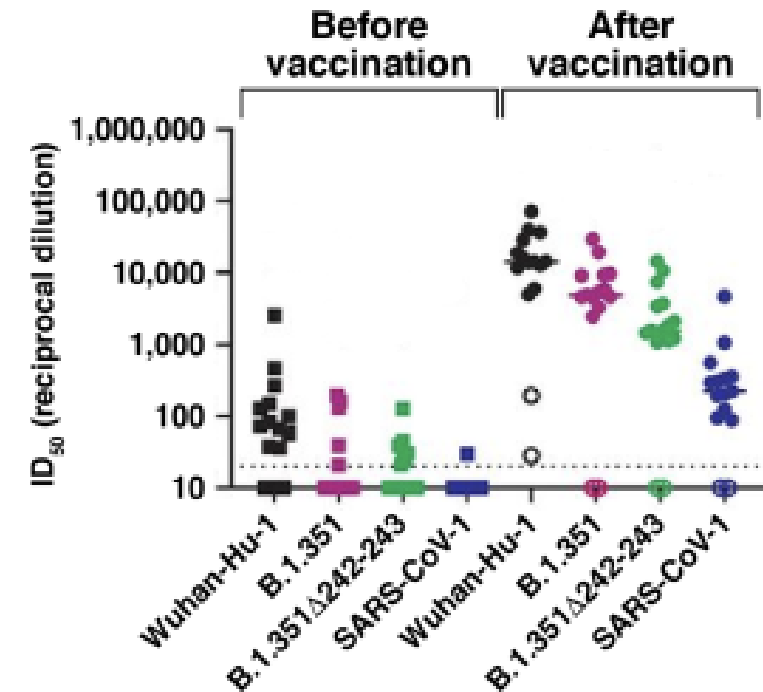 Before
vaccination
After
vaccination
ID50 (reciprocal dilution)
1,000,000
100,000
10,000
1,000
100
10
Wuhan-Hu-1
B.1.351
B.1.351Δ242-243
SARS-CoV-1
Wuhan-Hu-1
B.1.351
B.1.351Δ242-243
SARS-CoV-1